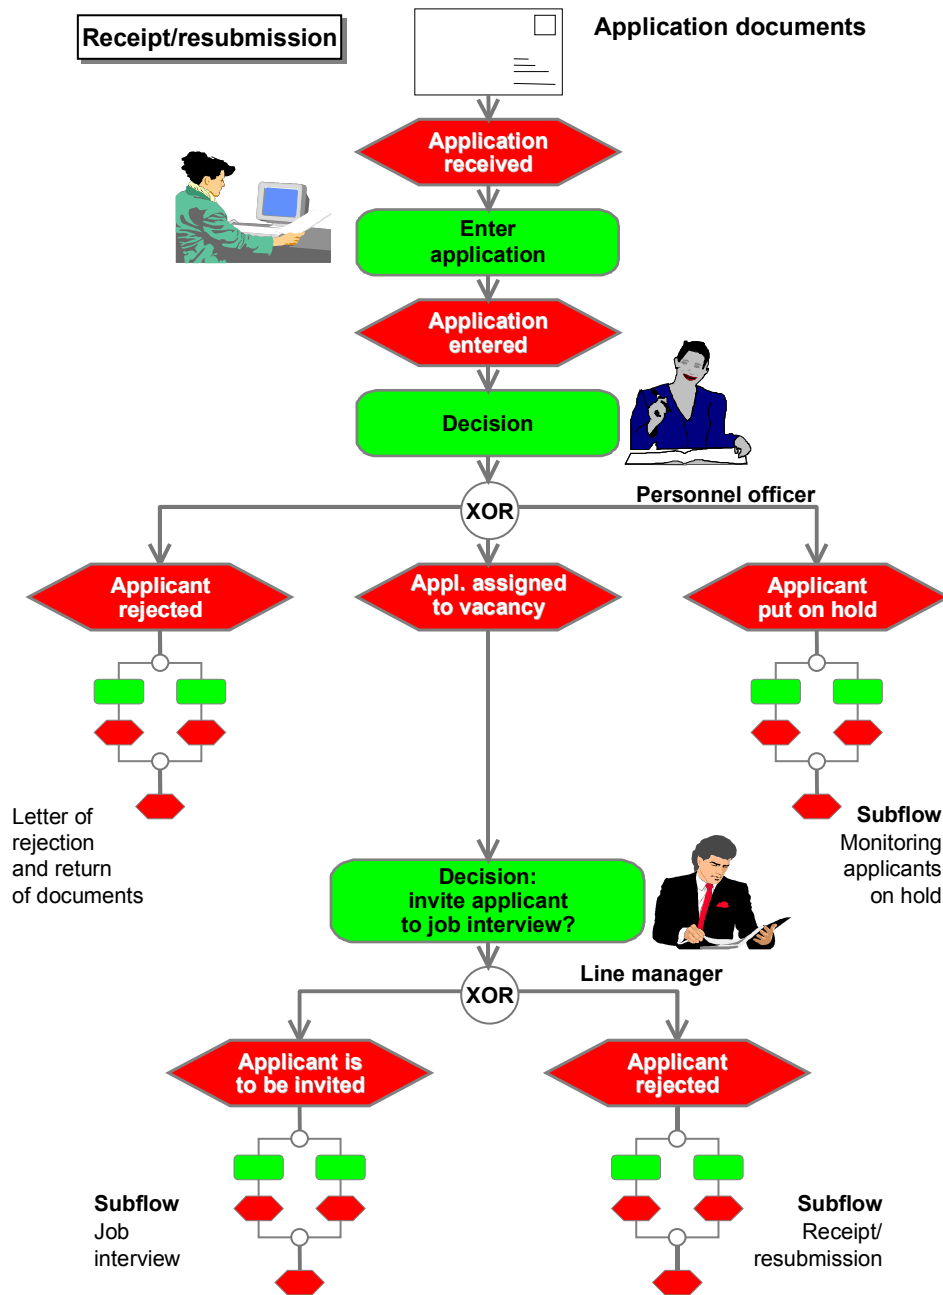 Receipt/resubmission
Application documents
Application
received
Enter
application
Application
entered
Decision
Personnel officer
XOR
Applicant
rejected
Appl. assigned
to vacancy
Applicant
put on hold
Letter of
rejection
and return
of documents
Subflow
Monitoring
applicants
on hold
Decision:
invite applicant
to job interview?
Line manager
XOR
Applicant is
to be invited
Applicant
rejected
Subflow
Job
interview
Subflow
Receipt/
resubmission